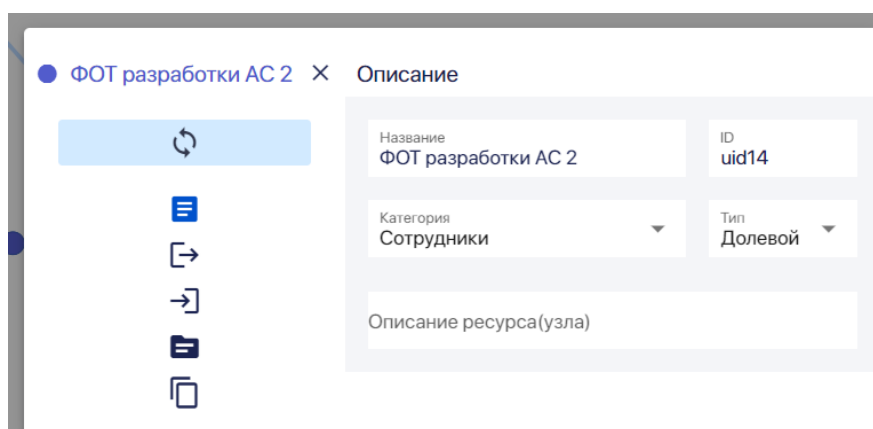 ФОТ разработки АС 2
Описание
Название
ФОТ разработки АС 2
ID
uid14
Категория
Сотрудники
Тип
Долевой
Описание ресурса(узла)